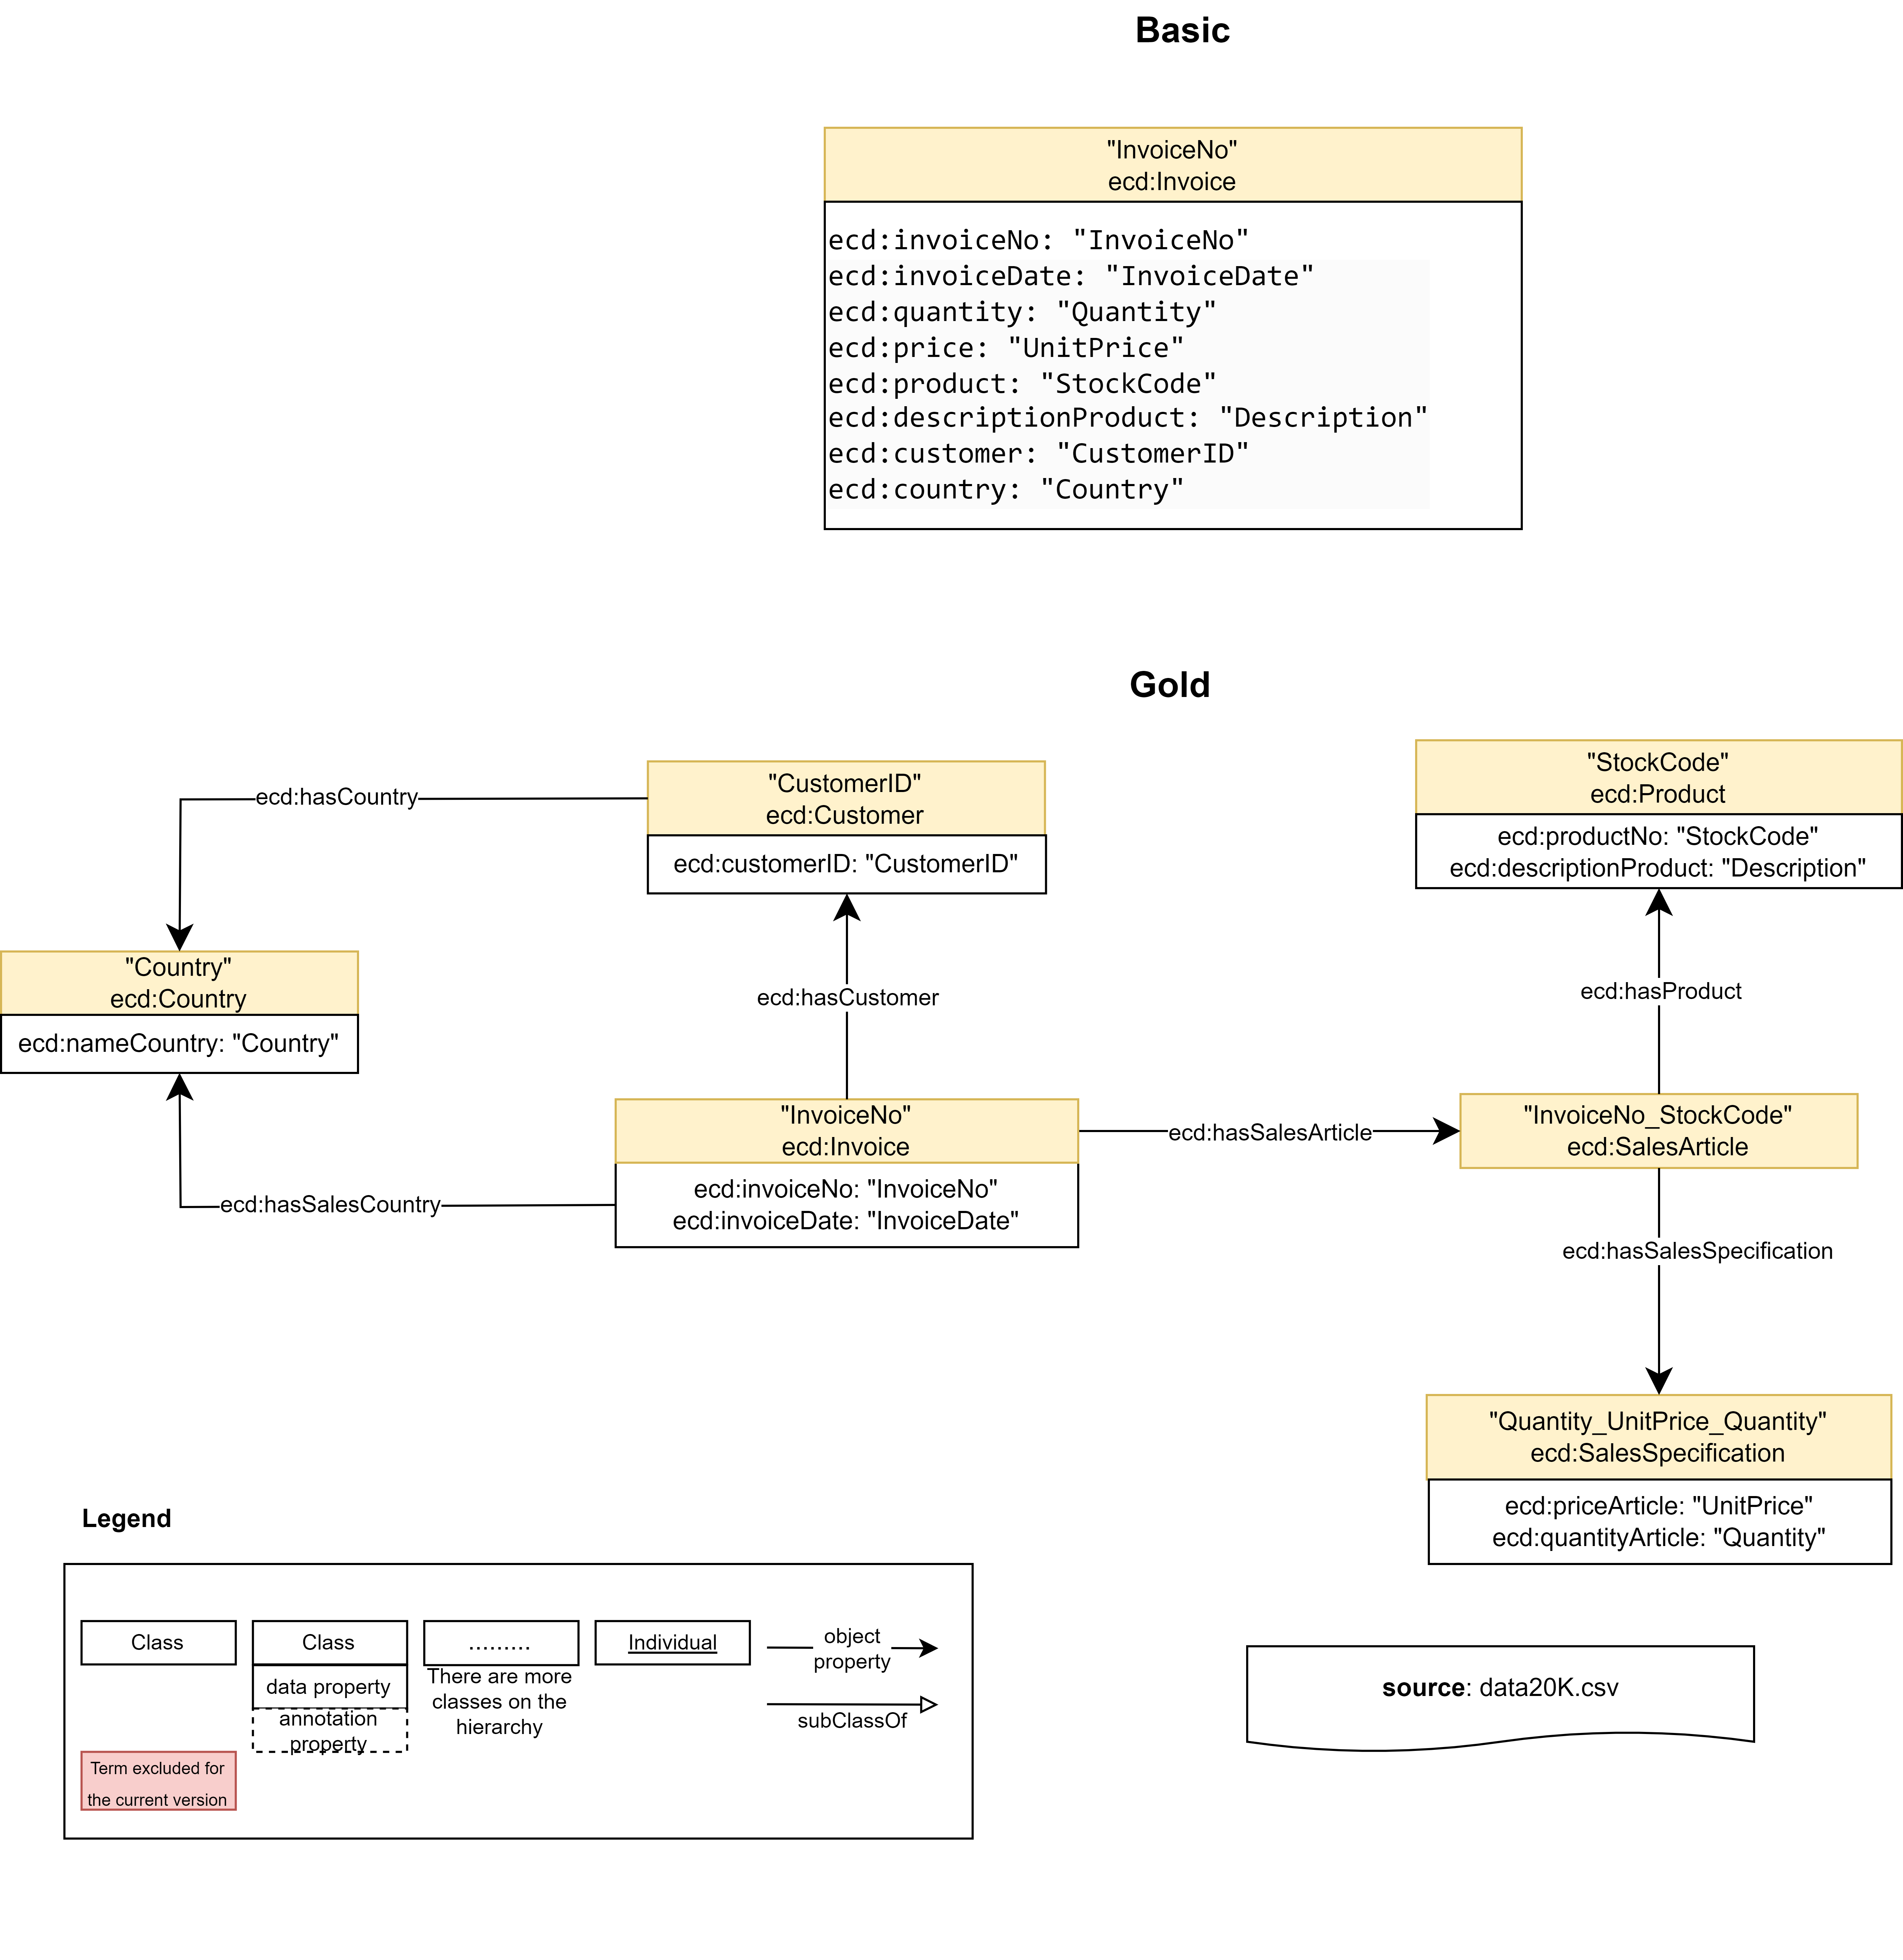 Basic
"InvoiceNo"
ecd:Invoice
ecd:invoiceNo: "InvoiceNo"
ecd:invoiceDate: "InvoiceDate"
ecd:quantity: "Quantity"
ecd:price: "UnitPrice"
ecd:product: "StockCode"
ecd:descriptionProduct: "Description"
ecd:customer: "CustomerID"
ecd:country: "Country"
Gold
ecd:hasCountry
"CustomerID"
ecd:Customer
ecd:customerID: "CustomerID"
"StockCode"
ecd:Product
ecd:productNo: "StockCode"
ecd:descriptionProduct: "Description"
"Country"
ecd:Country
ecd:nameCountry: "Country"
ecd:hasCustomer
ecd:hasProduct
"InvoiceNo"
ecd:Invoice
ecd:invoiceNo: "InvoiceNo"
ecd:invoiceDate: "InvoiceDate"
ecd:hasSalesArticle
"InvoiceNo_StockCode"
ecd:SalesArticle
ecd:hasSalesCountry
ecd:hasSalesSpecification
"Quantity_UnitPrice_Quantity"
ecd:SalesSpecification
ecd:priceArticle: "UnitPrice"
ecd:quantityArticle: "Quantity"
Legend
Class
Class
data property
annotation
property
.........
There are more
classes on the
hierarchy
Individual
object
property
subClassOf
Term excluded for
the current version
source: data20K.csv